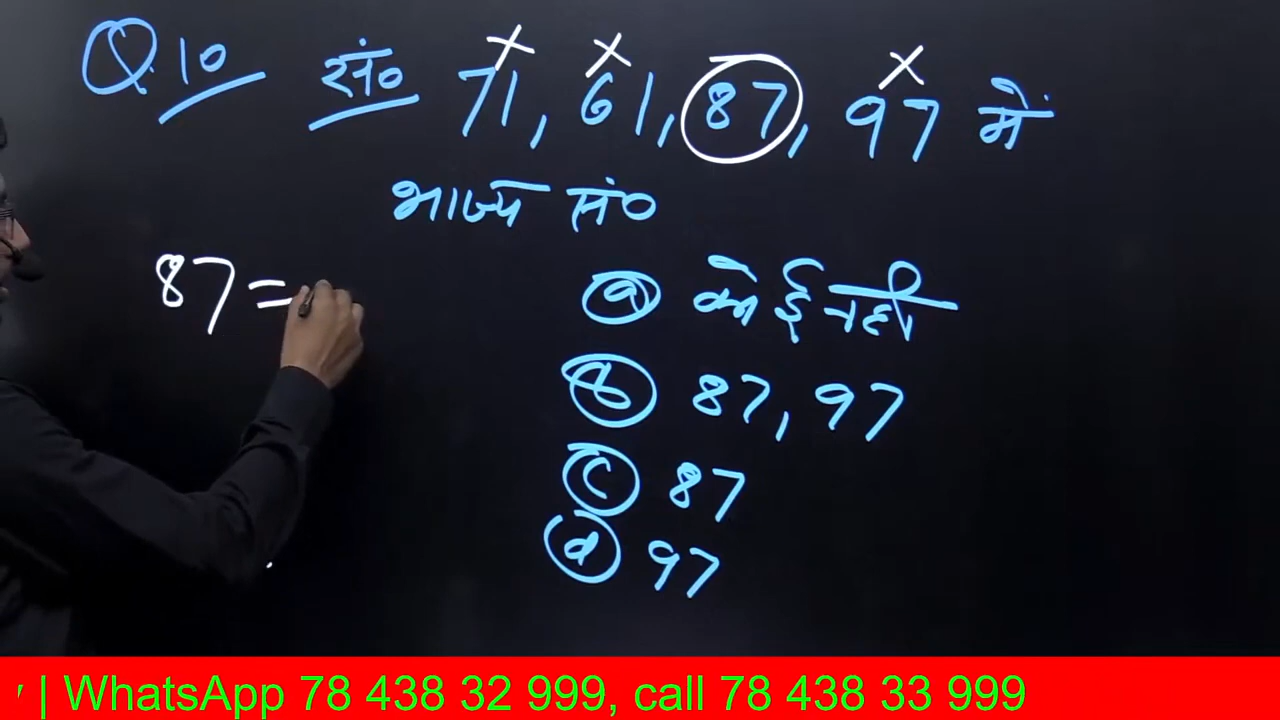 Q.10 सं० 71, 61, 87, 97 में
भाज्य सं०
87 =
(a) कोई नहीं
(b) 87, 97
(c) 87
(d) 97
| WhatsApp 78 438 32 999, call 78 438 33 999